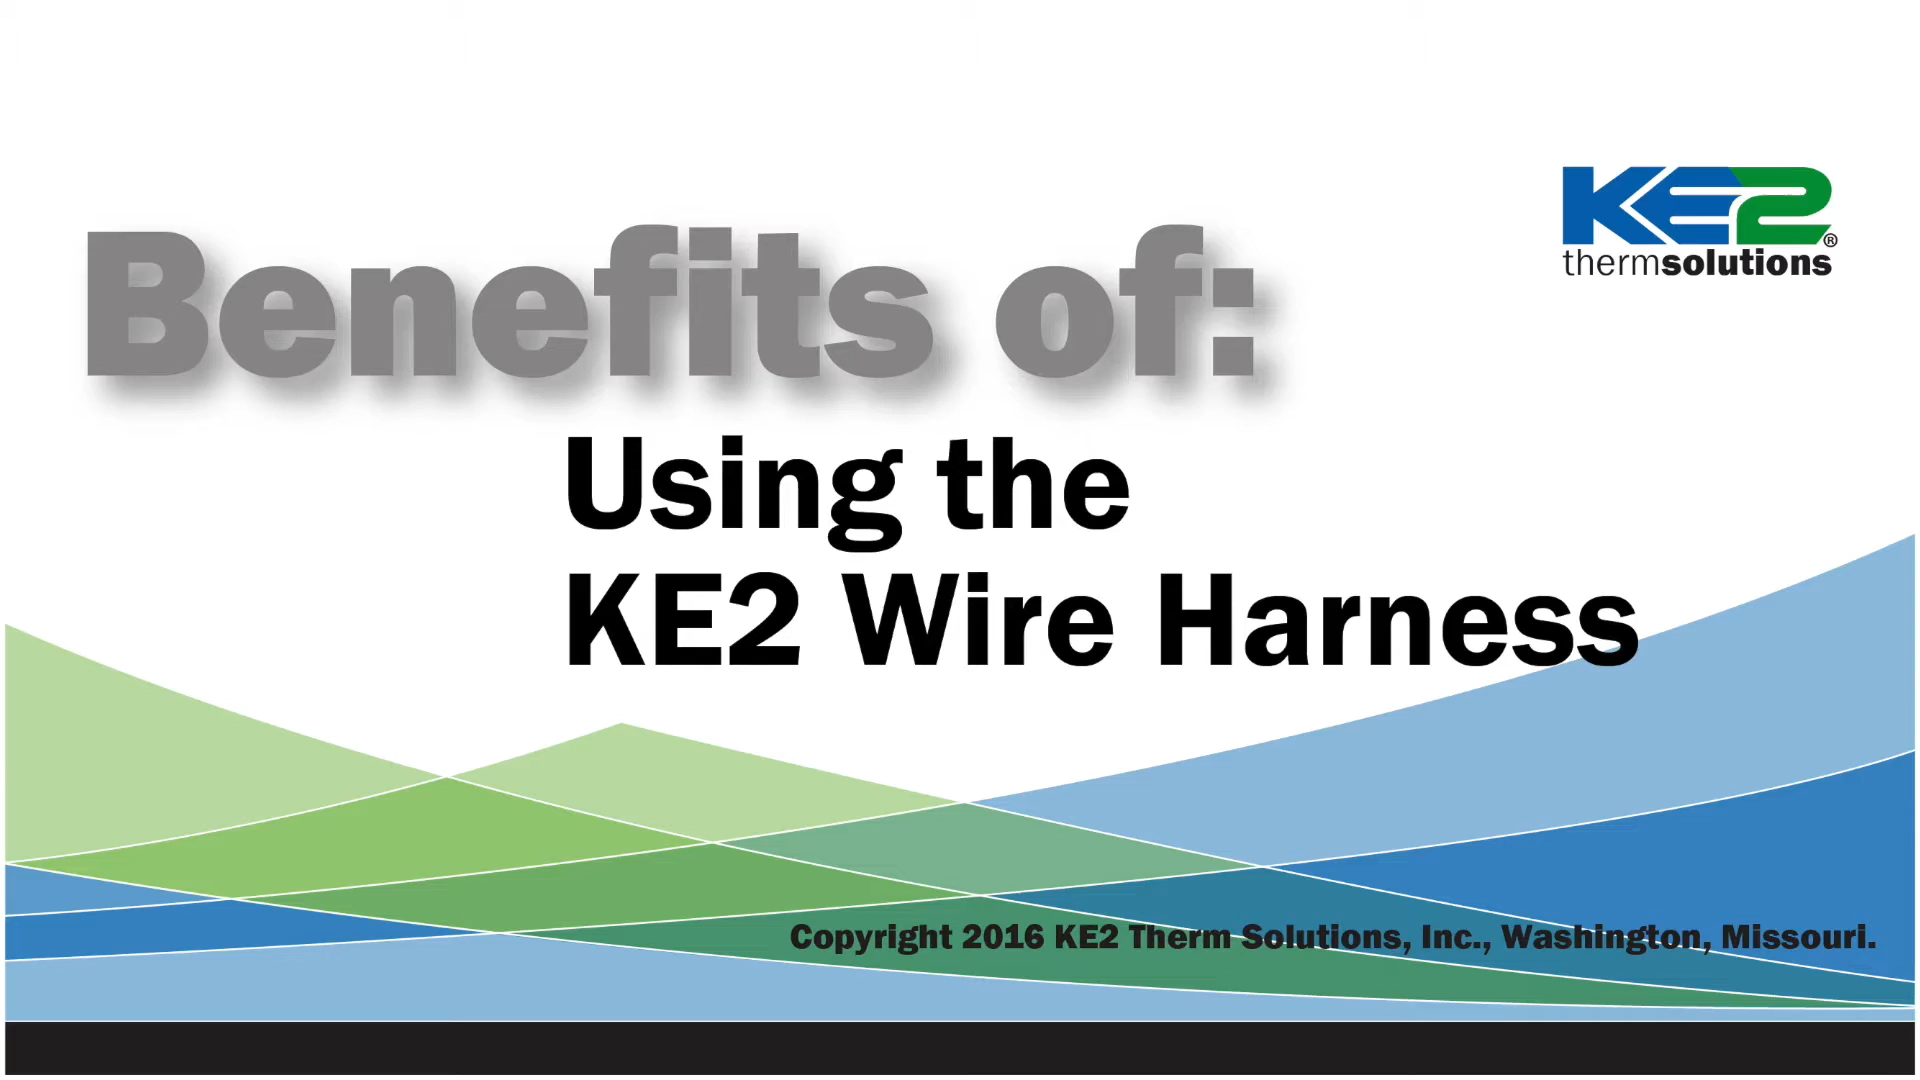 KE2®
thermsolutions
Benefits of:
Using the
KE2 Wire Harness
Copyright 2016 KE2 Therm Solutions, Inc., Washington, Missouri.